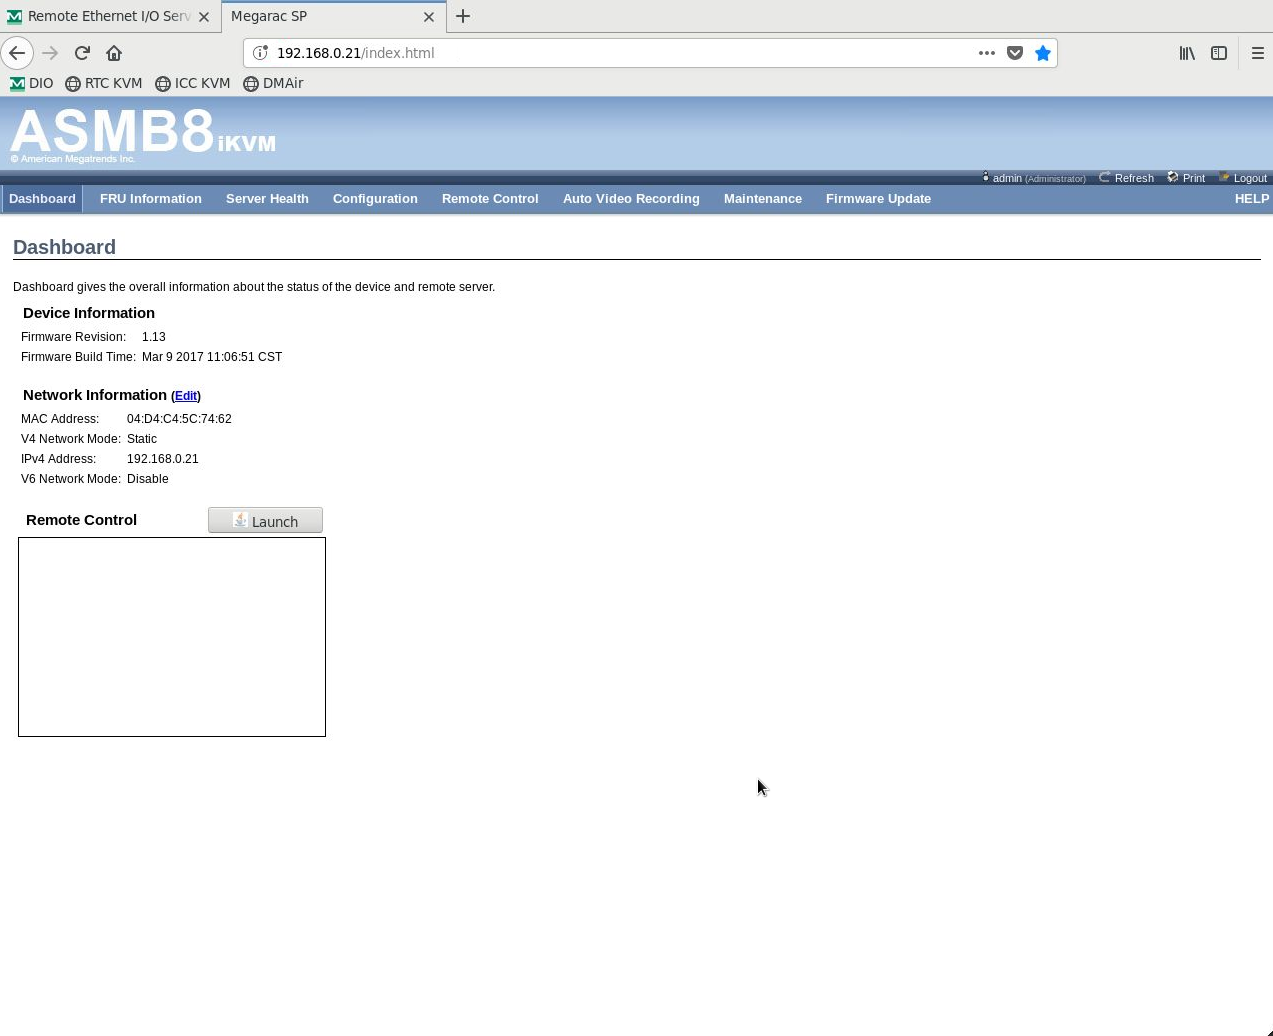 Remote Ethernet I/O Serv
Megarac SP
192.168.0.21/index.html
DIO RTC KVM ICC KVM DMAir
ASMB8 iKVM
© American Megatrends Inc.
admin (Administrator) Refresh Print Logout
Dashboard FRU Information Server Health Configuration Remote Control Auto Video Recording Maintenance Firmware Update HELP
Dashboard
Dashboard gives the overall information about the status of the device and remote server.
Device Information
Firmware Revision: 1.13
Firmware Build Time: Mar 9 2017 11:06:51 CST
Network Information (Edit)
MAC Address: 04:D4:C4:5C:74:62
V4 Network Mode: Static
IPv4 Address: 192.168.0.21
V6 Network Mode: Disable
Remote Control Launch